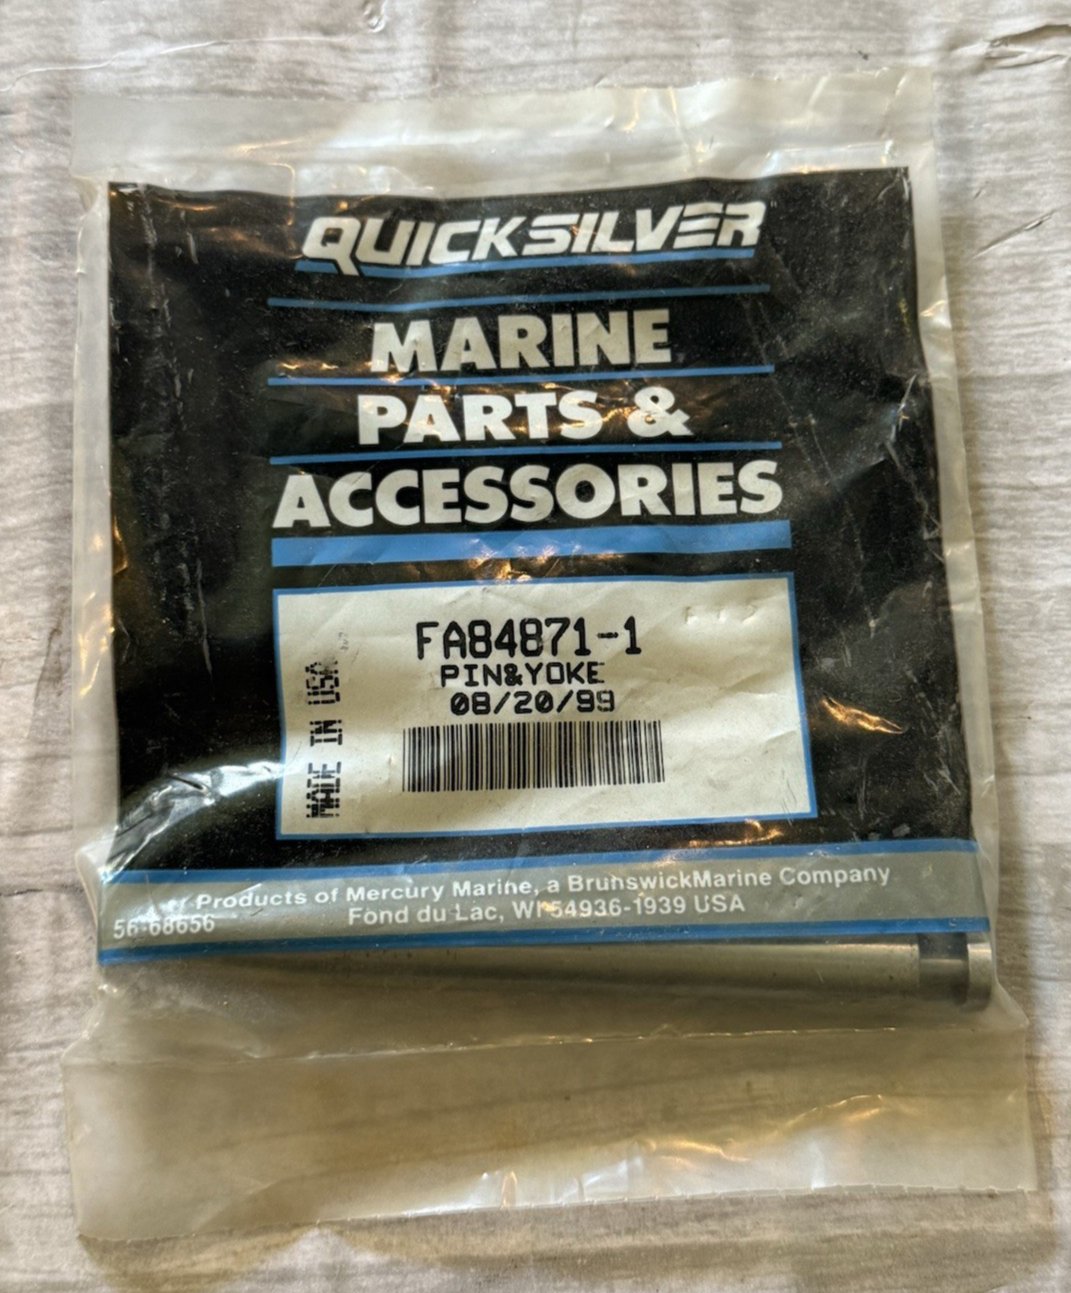 QUICKSILVER
MARINE
PARTS &
ACCESSORIES
FA84871-1
PIN&YOKE
08/20/99
MADE IN USA
Products of Mercury Marine, a BrunswickMarine Company
Fond du Lac, WI 54936-1939 USA
56-68656